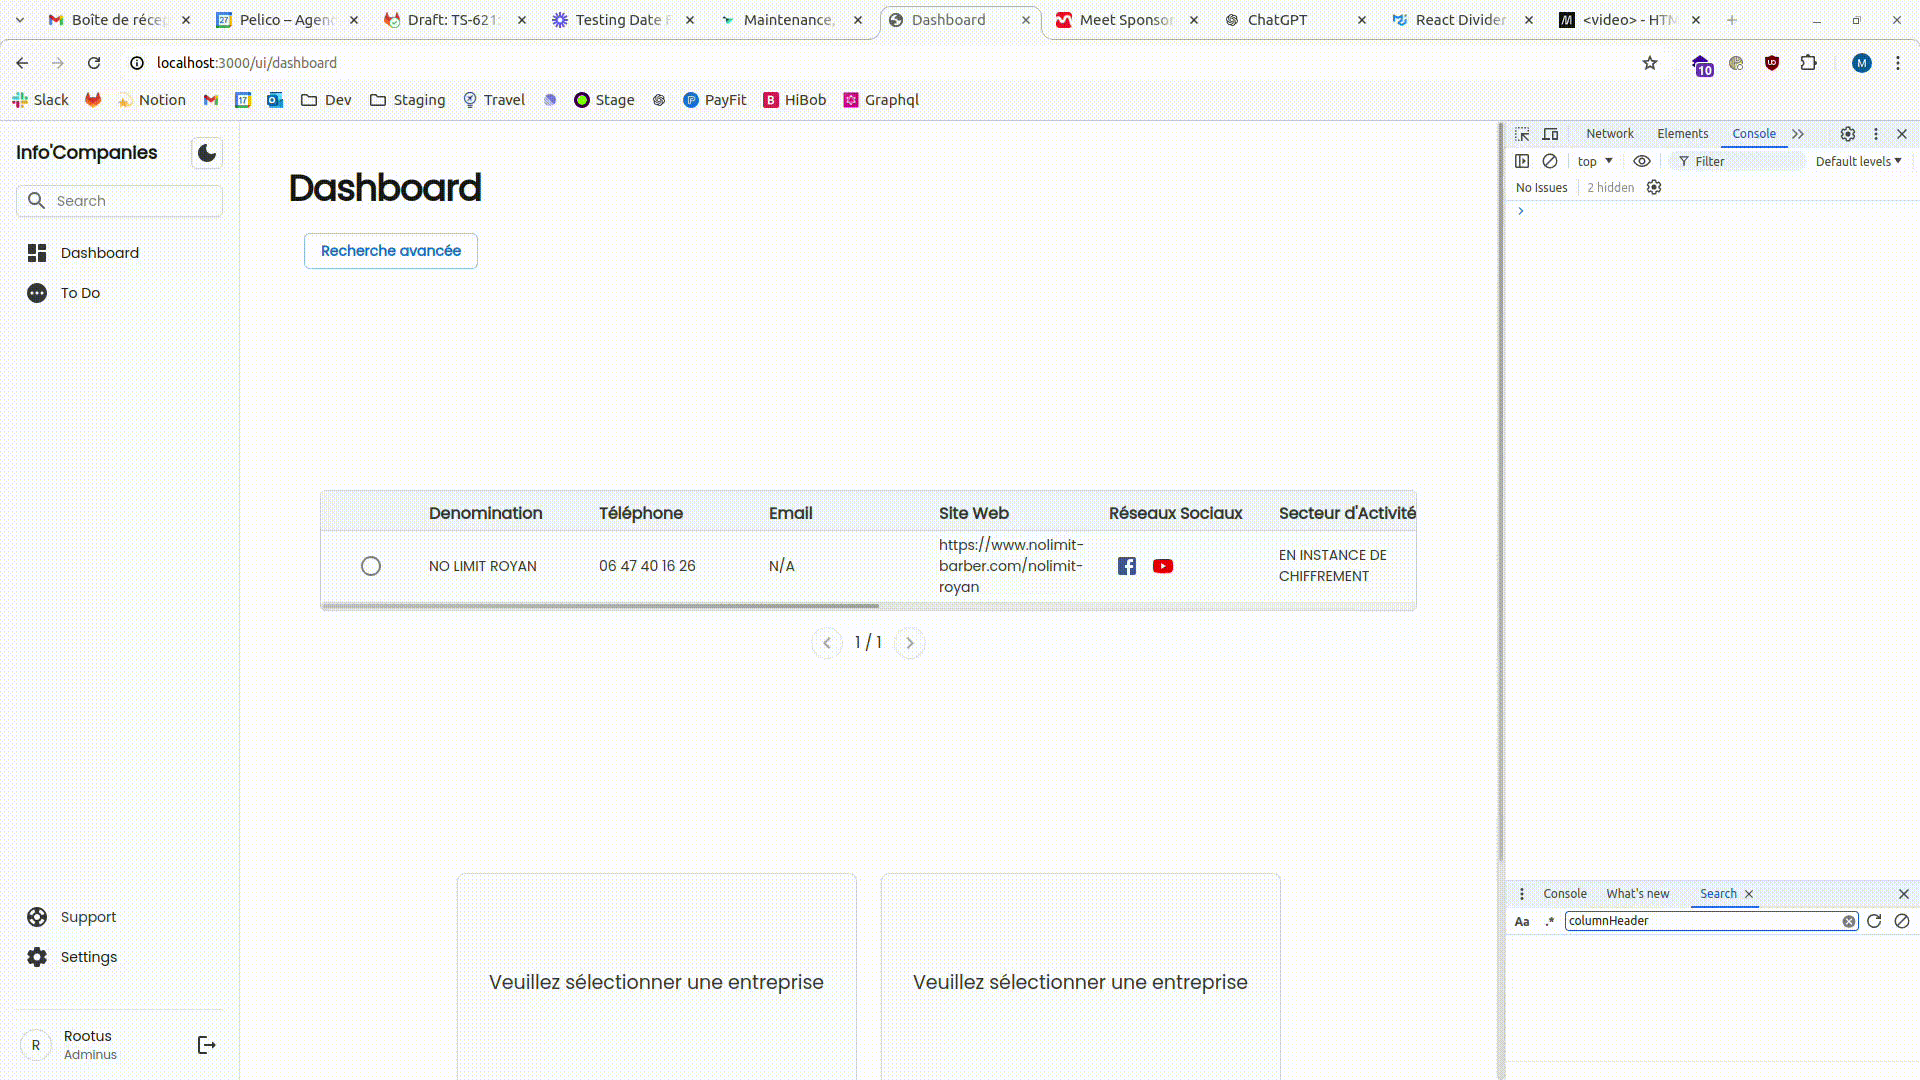 Boîte de récep
Pelico – Agend
Draft: TS-621
Testing Date F
Maintenance,
Dashboard
Meet Sponsor
ChatGPT
React Divider
<video> - HTM
localhost:3000/ui/dashboard
10
M
Slack
Notion
17
Dev
Staging
Travel
Stage
PayFit
HiBob
Graphql
Info'Companies
Search
Dashboard
To Do
Support
Settings
R
Rootus
Adminus
Dashboard
Recherche avancée
Denomination Téléphone Email Site Web Réseaux Sociaux Secteur d'Activité
NO LIMIT ROYAN
06 47 40 16 26
N/A
https://www.nolimit-
barber.com/nolimit-
royan
EN INSTANCE DE
CHIFFREMENT
1 / 1
Veuillez sélectionner une entreprise
Veuillez sélectionner une entreprise
Network Elements Console
top Filter Default levels
No Issues 2 hidden
Console What's new Search
Aa .* columnHeader